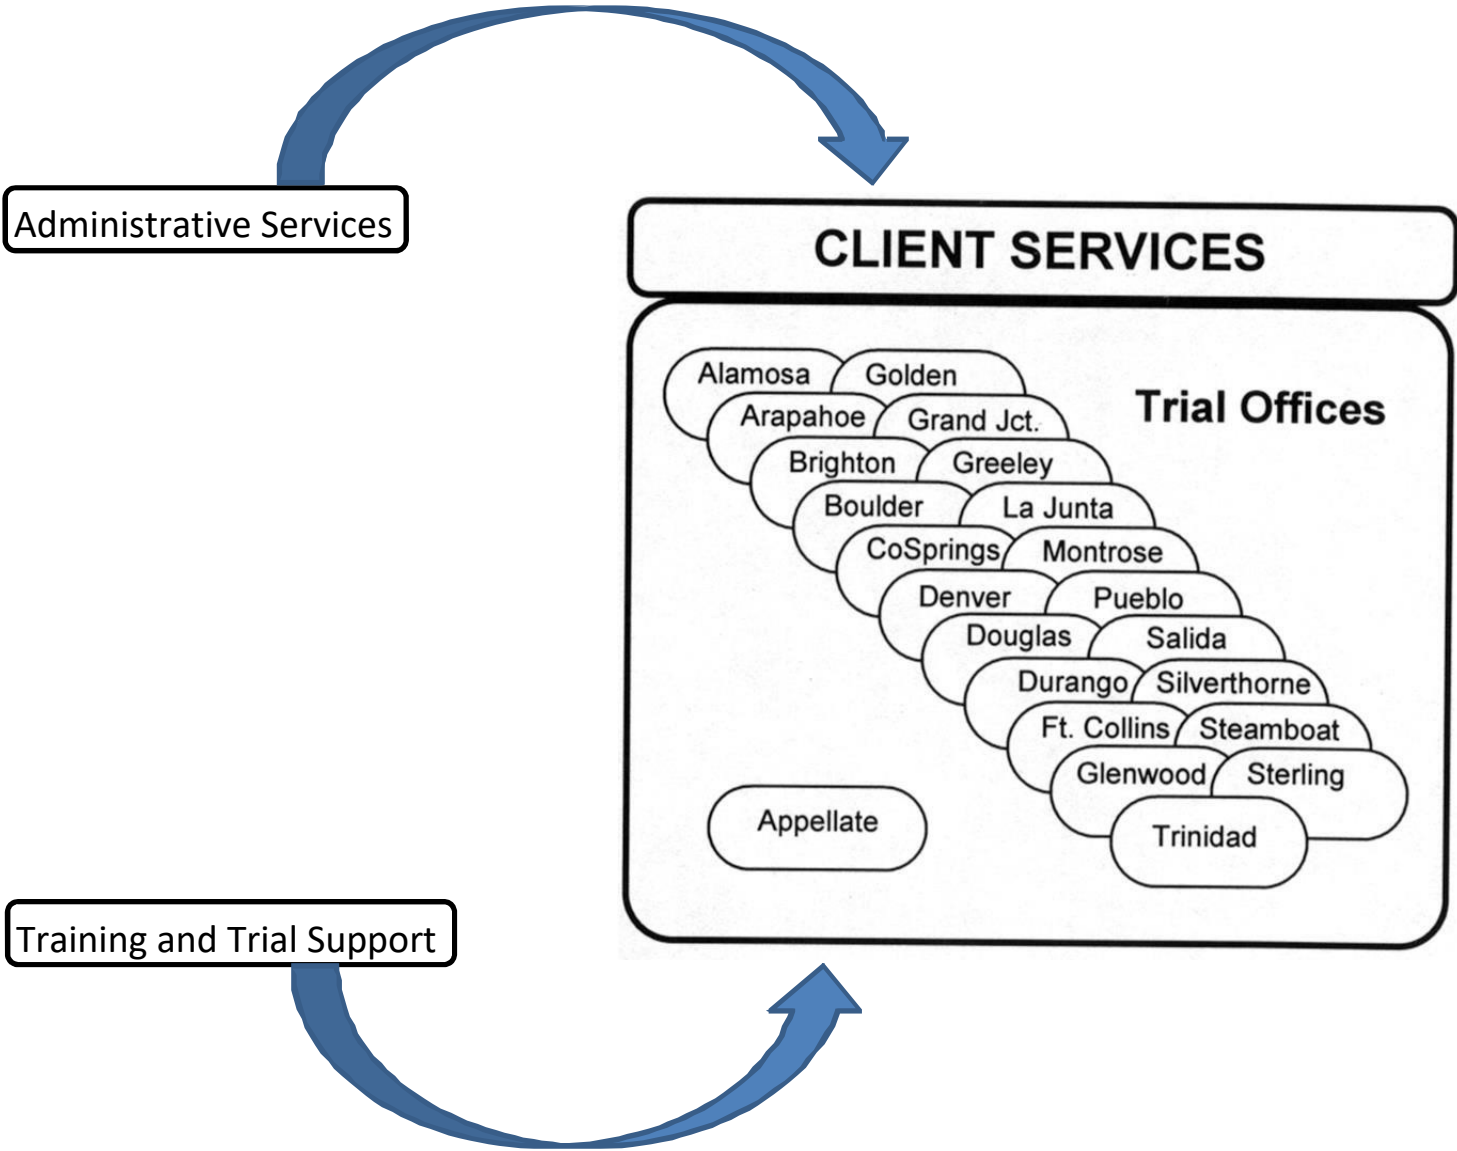 Administrative Services
CLIENT SERVICES
Trial Offices
Alamosa
Golden
Arapahoe
Grand Jct.
Brighton
Greeley
Boulder
La Junta
CoSprings
Montrose
Denver
Pueblo
Douglas
Salida
Durango
Silverthorne
Ft. Collins
Steamboat
Glenwood
Sterling
Trinidad
Appellate
Training and Trial Support